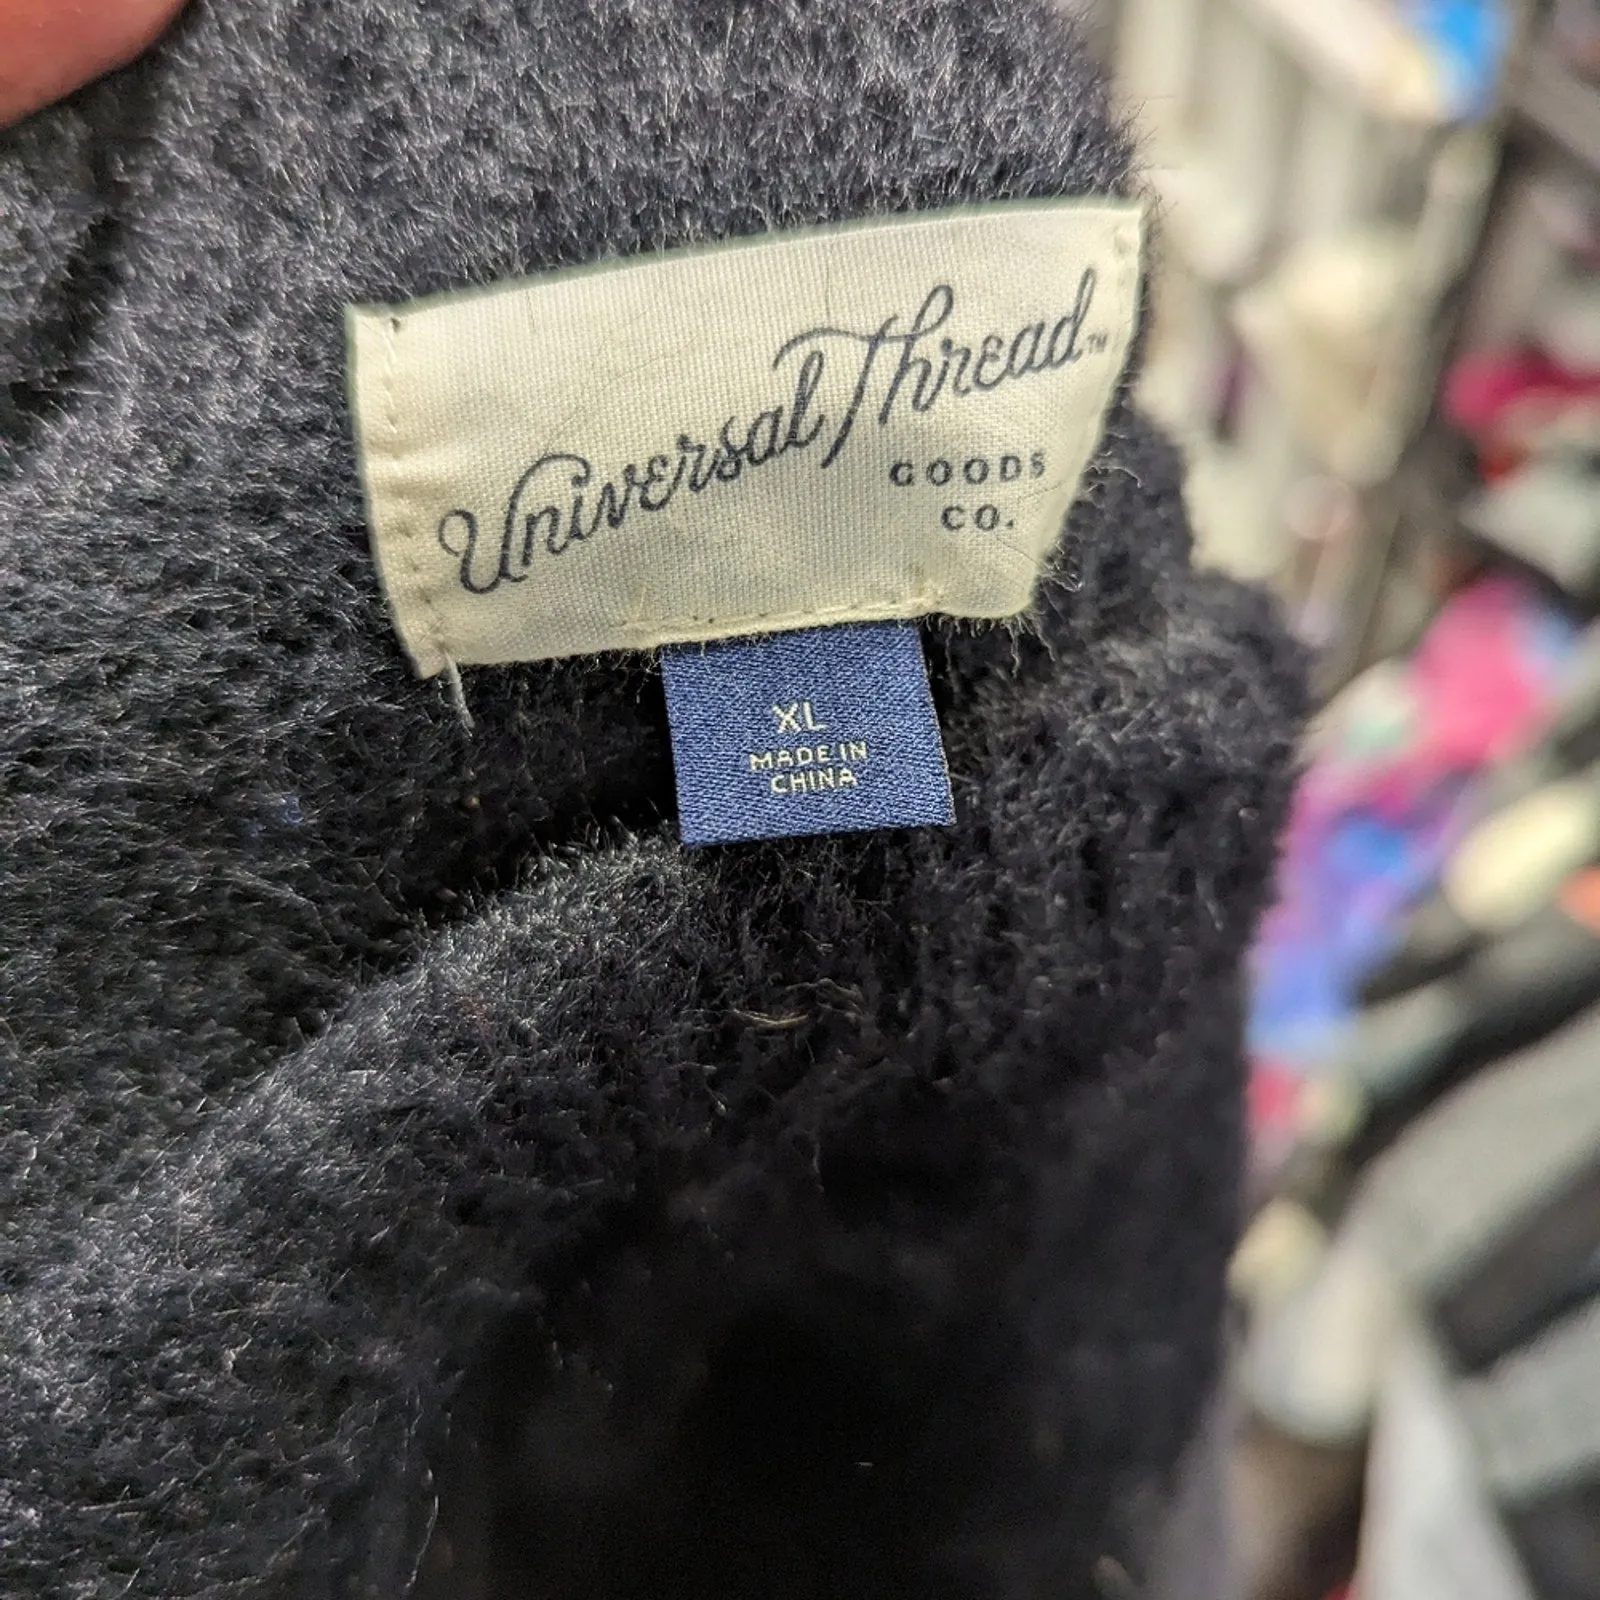 Universal Thread™
GOODS
CO.
XL
MADE IN
CHINA